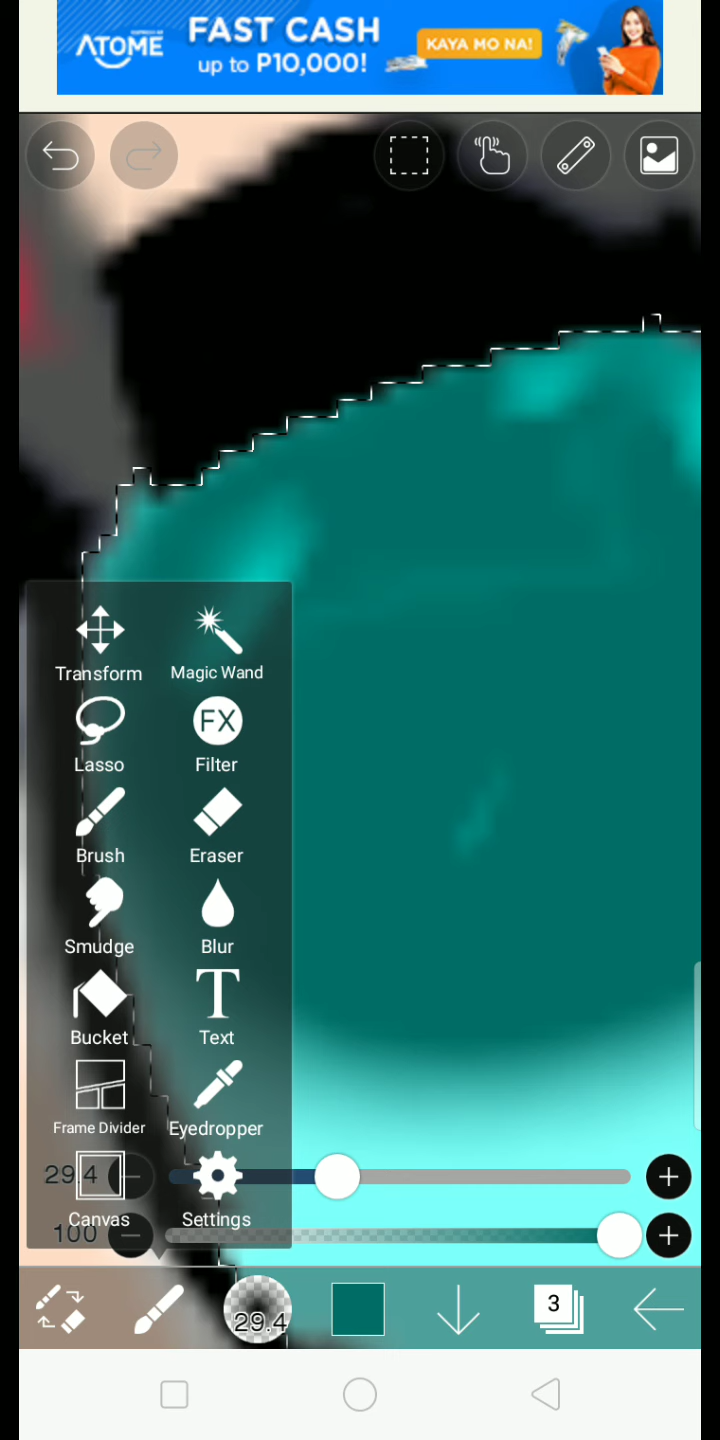 ATOME
FAST CASH
up to P10,000!
KAYA MO NA!
Transform
Magic Wand
Lasso
FX
Filter
Brush
Eraser
Smudge
Blur
Bucket
T
Text
Frame Divider
Eyedropper
29.4
Canvas
Settings
100
29.4
3